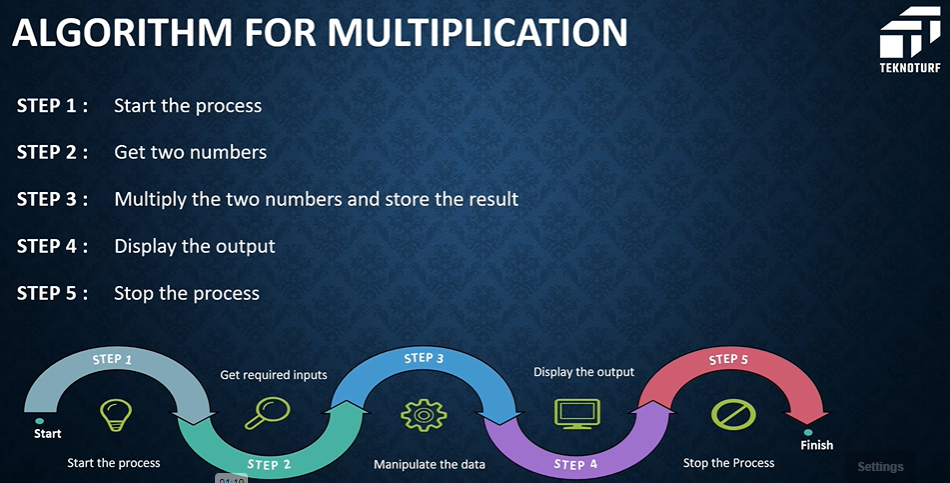 ALGORITHM FOR MULTIPLICATION
TEKNOTURF
STEP 1 : Start the process
STEP 2 : Get two numbers
STEP 3 : Multiply the two numbers and store the result
STEP 4 : Display the output
STEP 5 : Stop the process
STEP 1
STEP 3
STEP 5
Get required inputs
Display the output
Start
Finish
Start the process
STEP 2
Manipulate the data
STEP 4
Stop the Process
Settings
01:10